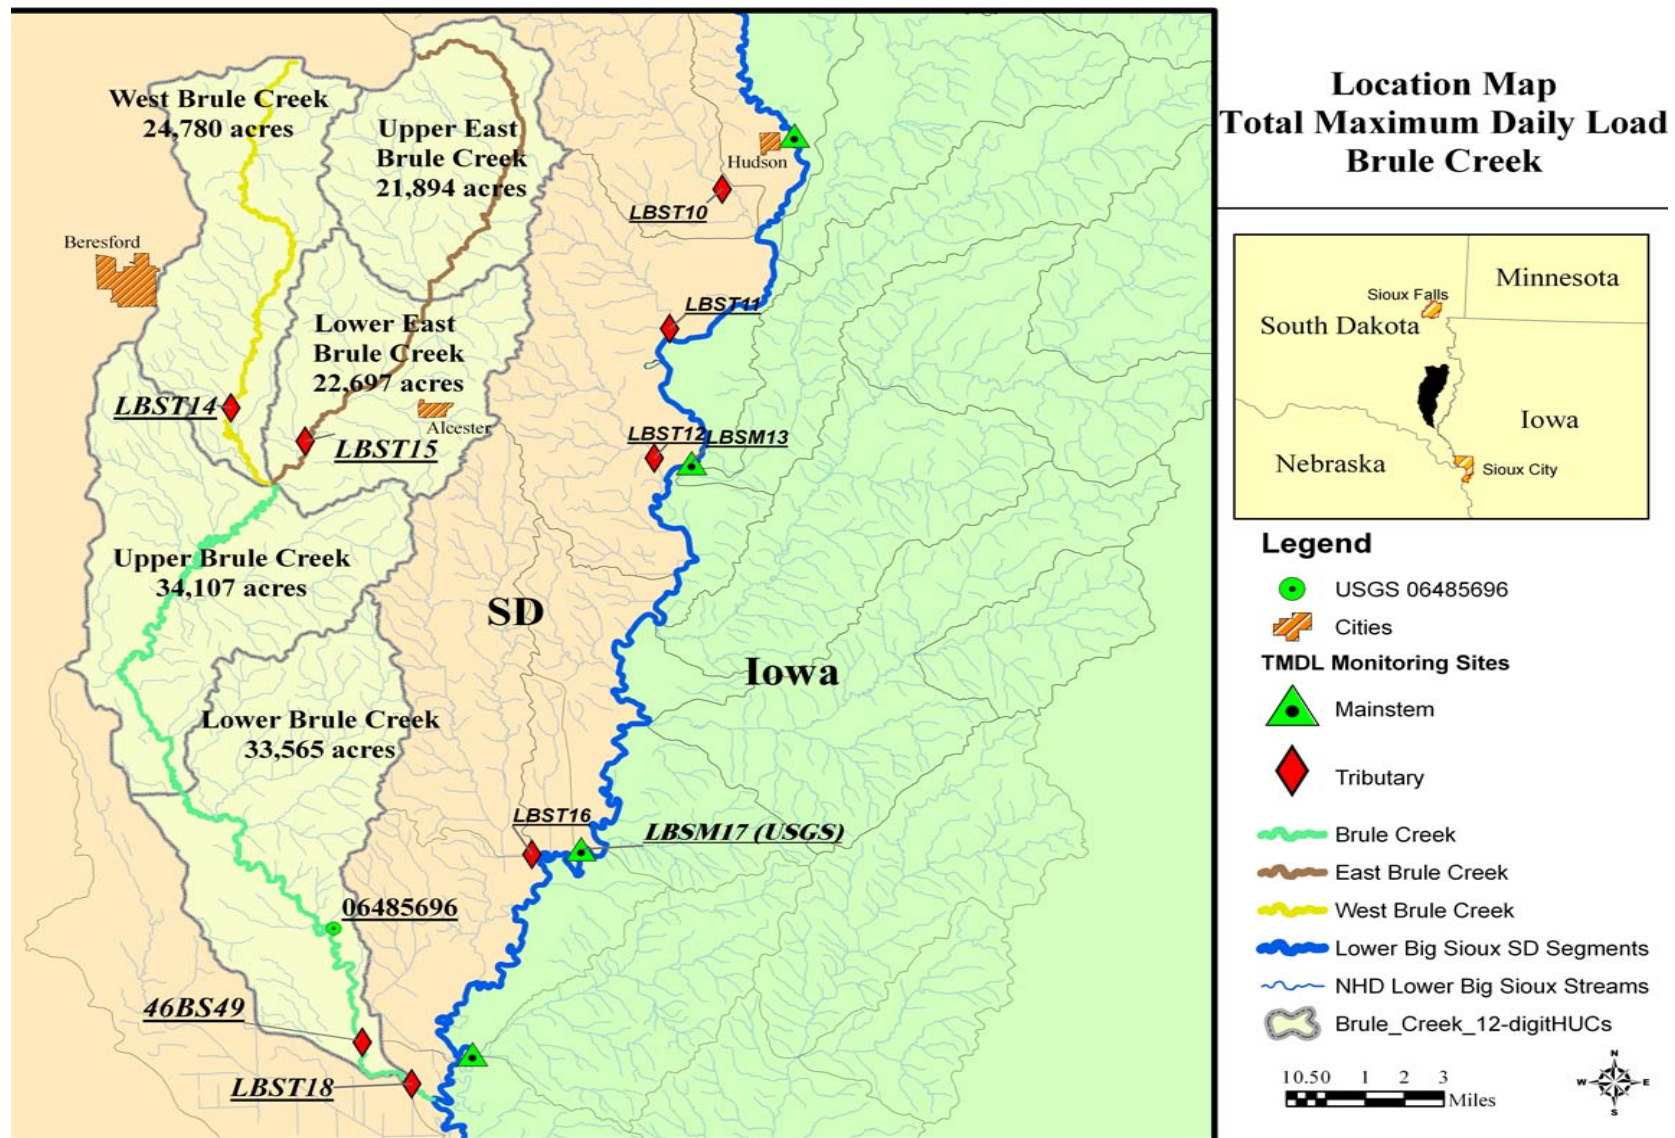 West Brule Creek
24,780 acres
Upper East
Brule Creek
21,894 acres
Hudson
LBST10
Beresford
LBST11
Lower East
Brule Creek
22,697 acres
LBST14
Alcester
LBST15
LBST12
LBSM13
Upper Brule Creek
34,107 acres
SD
Iowa
Lower Brule Creek
33,565 acres
LBST16
LBSM17 (USGS)
06485696
46BS49
LBST18
Location Map
Total Maximum Daily Load
Brule Creek
Minnesota
Sioux Falls
South Dakota
Iowa
Nebraska
Sioux City
Legend
USGS 06485696
Cities
TMDL Monitoring Sites
Mainstem
Tributary
Brule Creek
East Brule Creek
West Brule Creek
Lower Big Sioux SD Segments
NHD Lower Big Sioux Streams
Brule_Creek_12-digitHUCs
1 0.5 0 1 2 3
Miles
N
W E
S